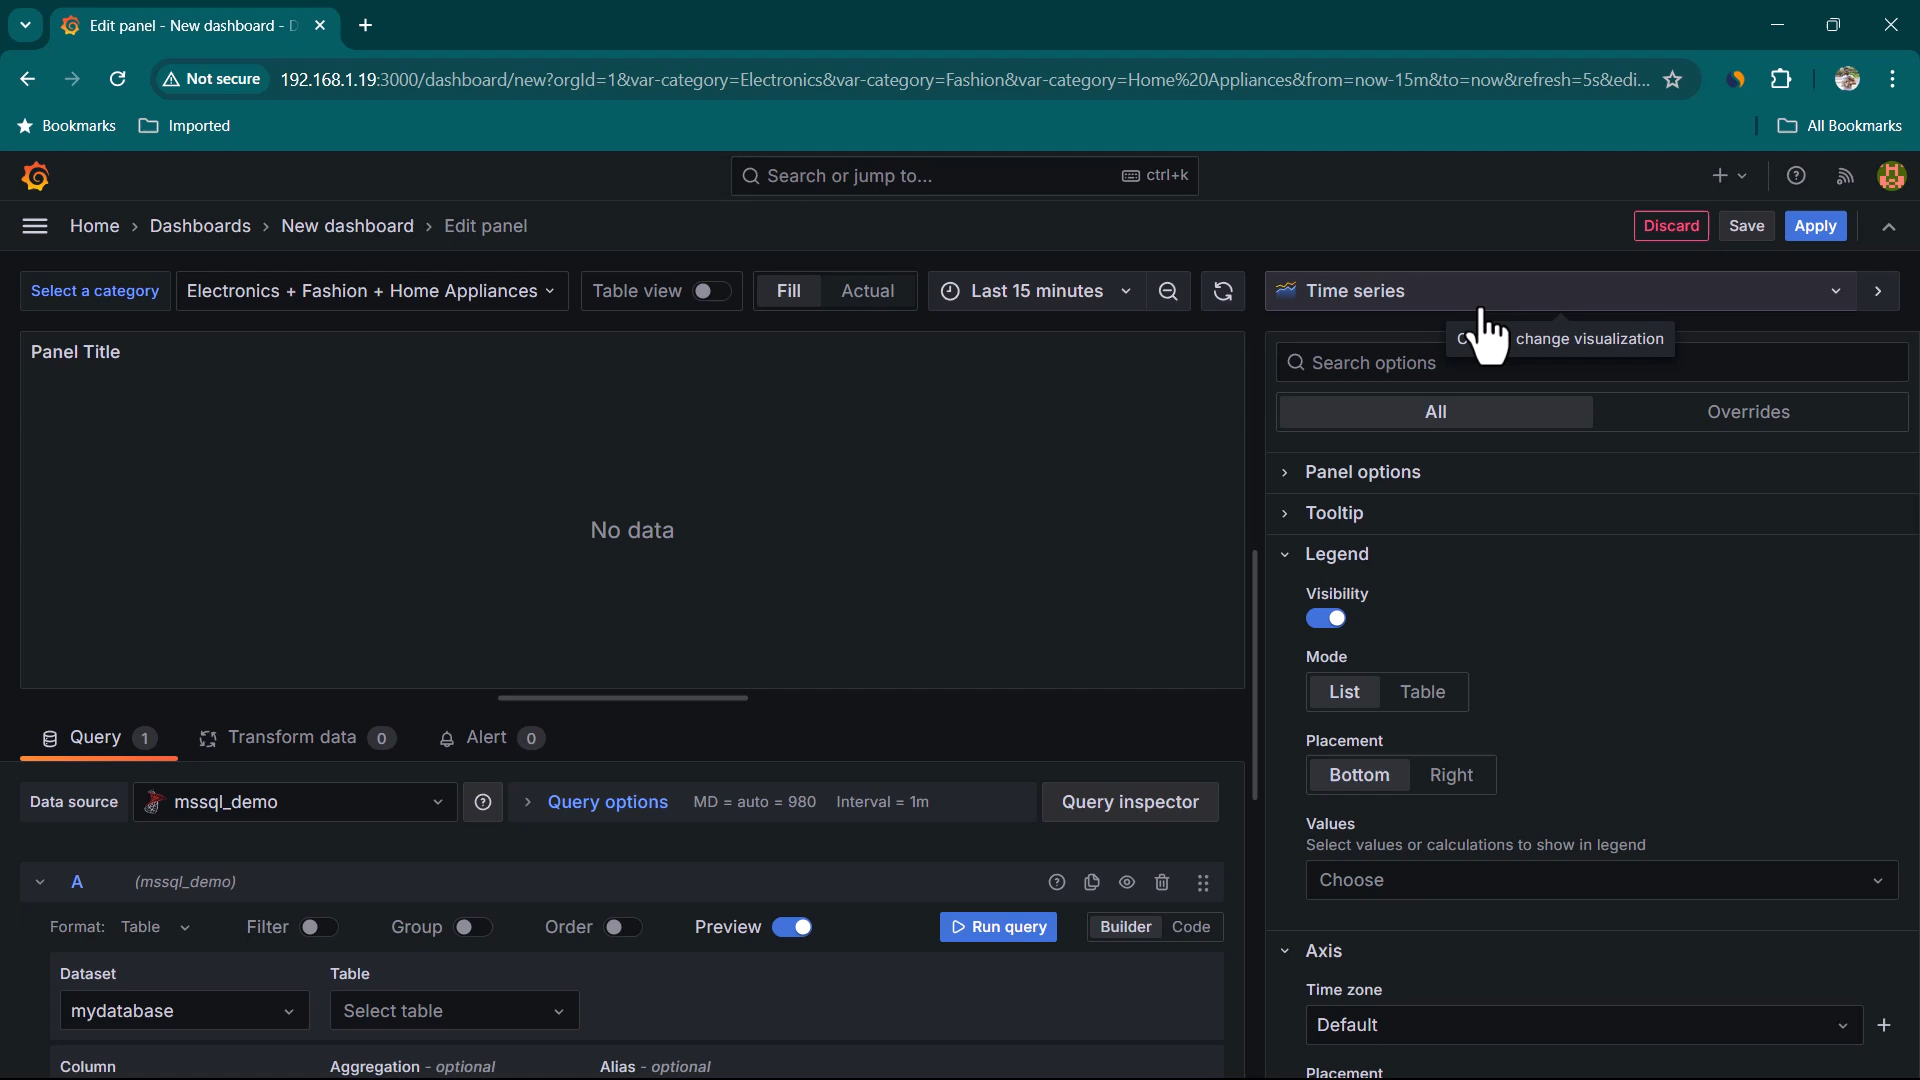 Edit panel - New dashboard - D
Not secure
192.168.1.19:3000/dashboard/new?orgId=1&var-category=Electronics&var-category=Fashion&var-category=Home%20Appliances&from=now-15m&to=now&refresh=5s&edi...
Bookmarks
Imported
All Bookmarks
Search or jump to...
ctrl+k
Home › Dashboards › New dashboard › Edit panel
Discard
Save
Apply
Select a category
Electronics + Fashion + Home Appliances
Table view
Fill
Actual
Last 15 minutes
Time series
change visualization
Panel Title
No data
Search options
All
Overrides
Panel options
Tooltip
Legend
Visibility
Mode
List
Table
Placement
Bottom
Right
Values
Select values or calculations to show in legend
Choose
Axis
Time zone
Default
Placement
Query 1
Transform data 0
Alert 0
Data source
mssql_demo
Query options
MD = auto = 980
Interval = 1m
Query inspector
A
(mssql_demo)
Format: Table
Filter
Group
Order
Preview
Run query
Builder
Code
Dataset
Table
mydatabase
Select table
Column
Aggregation - optional
Alias - optional